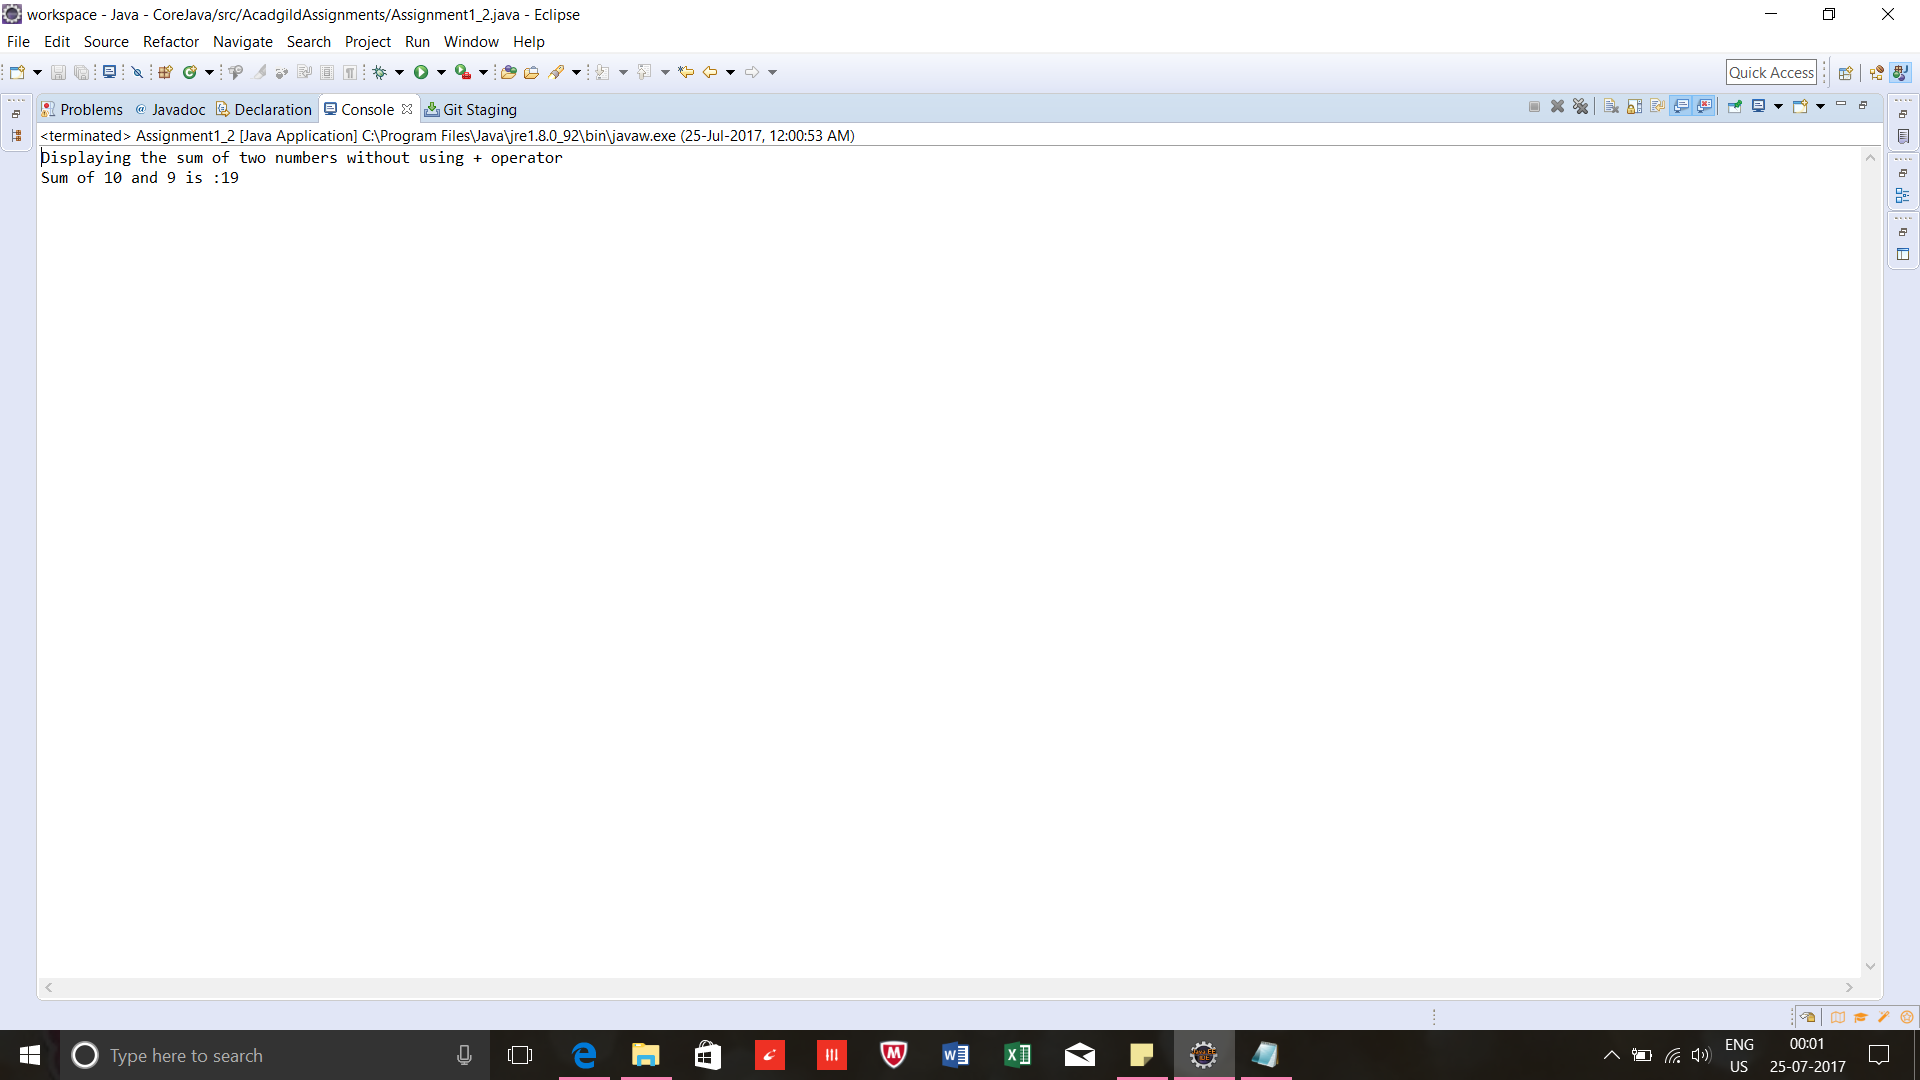 workspace - Java - CoreJava/src/AcadgildAssignments/Assignment1_2.java - Eclipse
File Edit Source Refactor Navigate Search Project Run Window Help
Quick Access
Problems @ Javadoc Declaration Console Git Staging
<terminated> Assignment1_2 [Java Application] C:\Program Files\Java\jre1.8.0_92\bin\javaw.exe (25-Jul-2017, 12:00:53 AM)
Displaying the sum of two numbers without using + operator
Sum of 10 and 9 is :19
Type here to search
ENG 00:01
US 25-07-2017